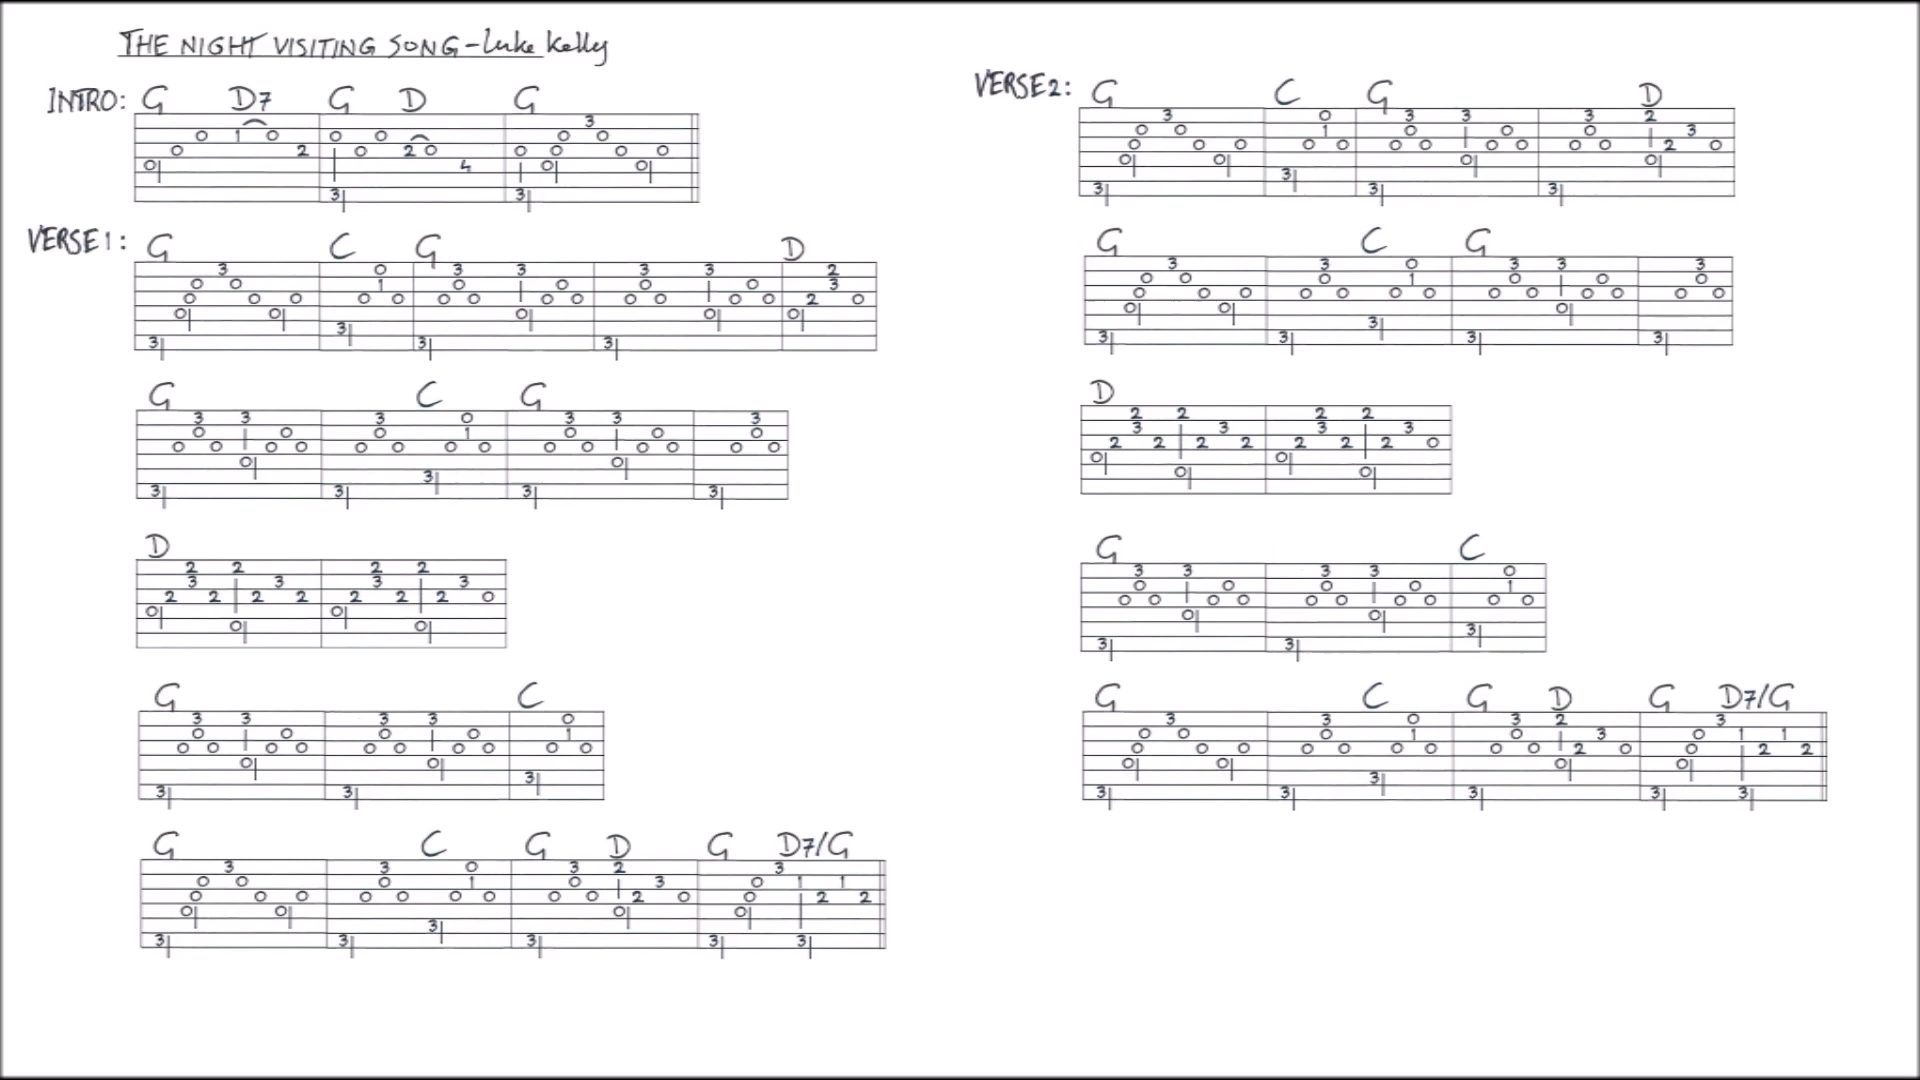 THE NIGHT VISITING SONG - Luke Kelly
INTRO: G D7 G D G
VERSE 1: G C G D
G C G
D
G C
G C G D G D7/G
VERSE 2: G C G D
G C G
D
G C
G C G D G D7/G